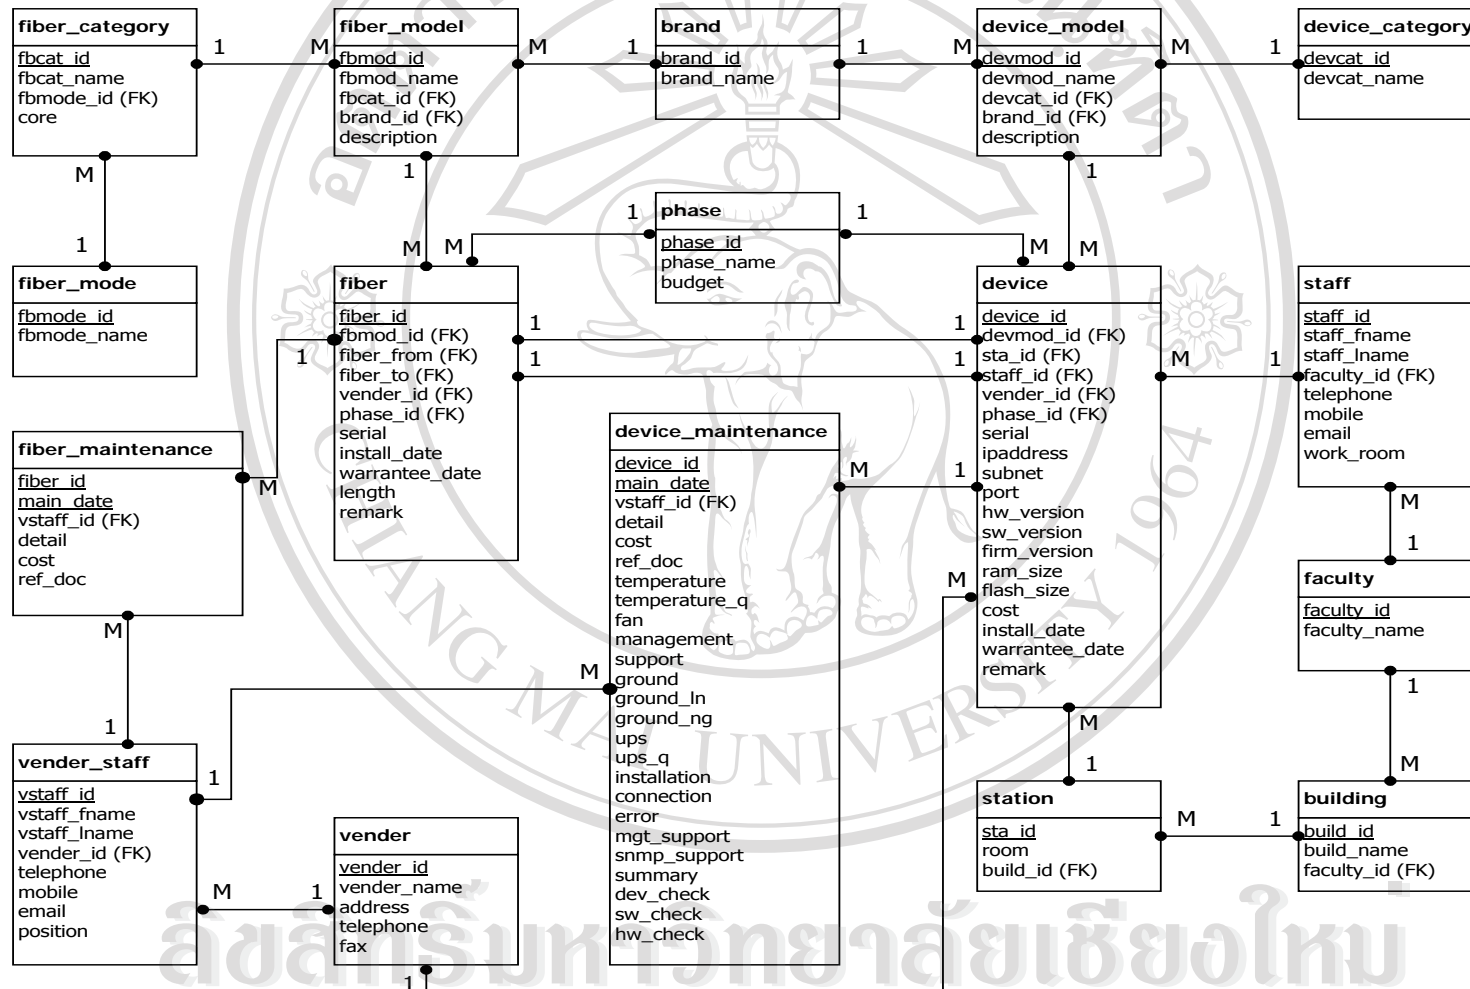 fiber_category
fbcat_id
fbcat_name
fbmode_id (FK)
core
1
M
fiber_model
fbmod_id
fbmod_name
fbcat_id (FK)
brand_id (FK)
description
M
1
brand
brand_id
brand_name
1
M
device_model
devmod_id
devmod_name
devcat_id (FK)
brand_id (FK)
description
M
1
device_category
devcat_id
devcat_name
M
1
1
1
phase
phase_id
phase_name
budget
1
1
M
M
M
M
1
fiber_mode
fbmode_id
fbmode_name
fiber
fiber_id
fbmod_id (FK)
fiber_from (FK)
fiber_to (FK)
vender_id (FK)
phase_id (FK)
serial
install_date
warrantee_date
length
remark
1
1
1
1
1
M
device
device_id
devmod_id (FK)
sta_id (FK)
staff_id (FK)
vender_id (FK)
phase_id (FK)
serial
ipaddress
subnet
port
hw_version
sw_version
firm_version
ram_size
flash_size
cost
install_date
warrantee_date
remark
M
1
staff
staff_id
staff_fname
staff_lname
faculty_id (FK)
telephone
mobile
email
work_room
fiber_maintenance
fiber_id
main_date
vstaff_id (FK)
detail
cost
ref_doc
device_maintenance
device_id
main_date
vstaff_id (FK)
detail
cost
ref_doc
temperature
temperature_q
fan
management
support
ground
ground_ln
ground_ng
ups
ups_q
installation
connection
error
mgt_support
snmp_support
summary
dev_check
sw_check
hw_check
M
1
M
M
1
faculty
faculty_id
faculty_name
M
1
M
1
1
M
M
1
vender_staff
vstaff_id
vstaff_fname
vstaff_lname
vender_id (FK)
telephone
mobile
email
position
M
1
vender
vender_id
vender_name
address
telephone
fax
1
station
sta_id
room
build_id (FK)
M
1
building
build_id
build_name
faculty_id (FK)
CHIANG MAI UNIVERSITY 1964
ลิขสิทธิ์มหาวิทยาลัยเชียงใหม่